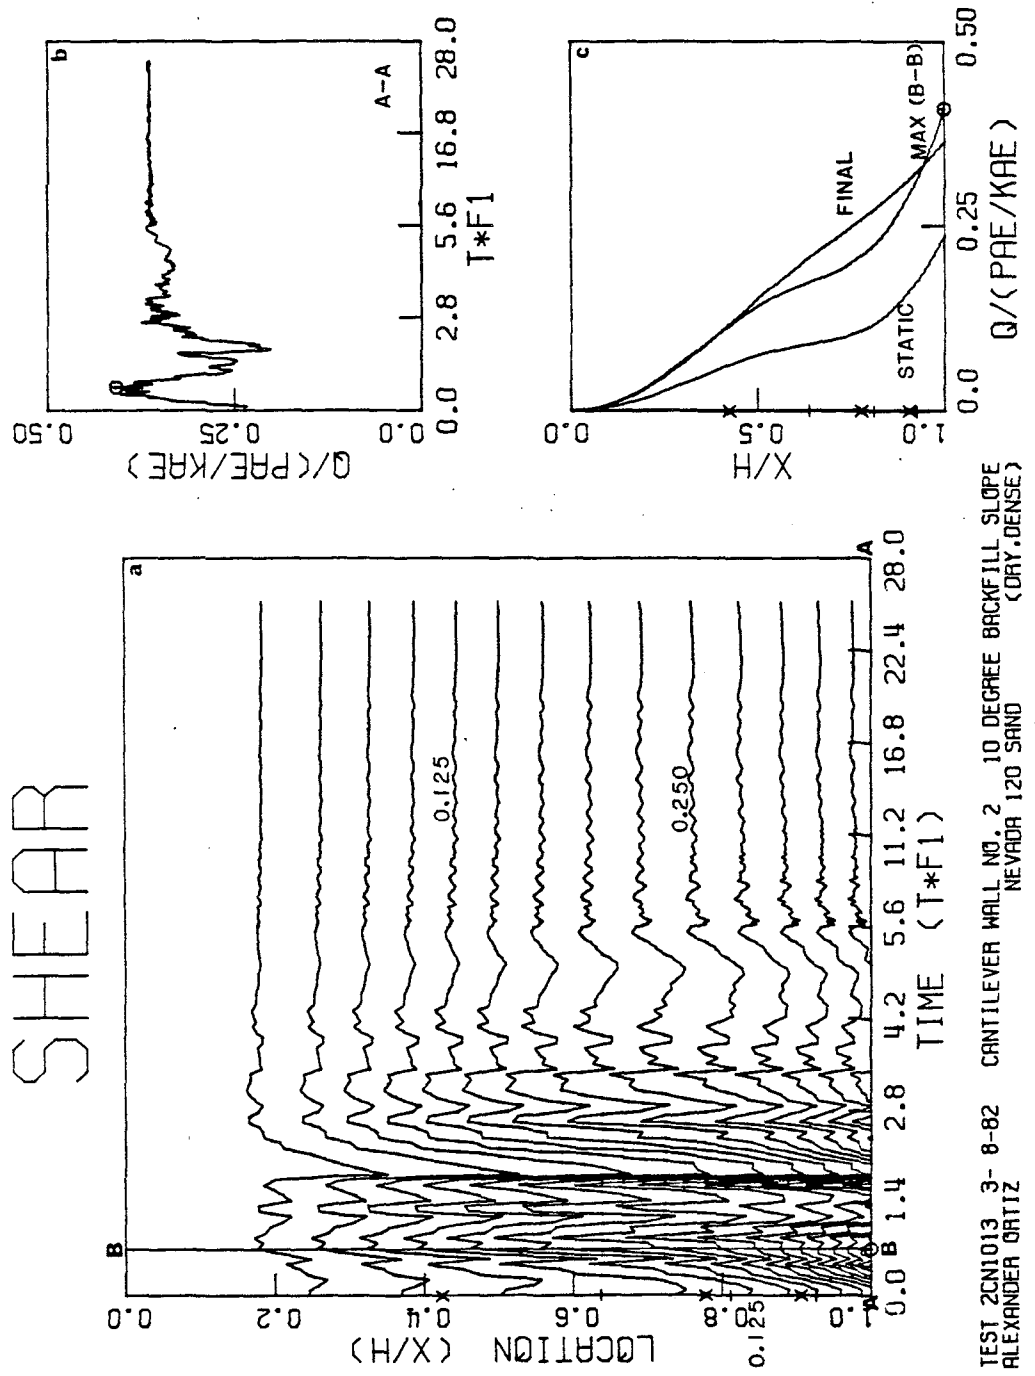 SHEAR
a
0.0
0.2
0.4
0.6
0.8
1.0
LOCATION (X/H)
B
B
A
A
0.125
0.250
0.125
0.0 1.4 2.8 4.2 5.6 11.2 16.8 22.4 28.0
TIME (T*F1)
b
0.50
0.25
0.0
Q/(PAE/KAE)
A-A
0.0 2.8 5.6 16.8 28.0
T*F1
c
0.0
0.5
1.0
X/H
STATIC
FINAL
MAX (B-B)
0.0 0.25 0.50
Q/(PAE/KAE)
TEST 2CN1013 3- 8-82 CANTILEVER WALL NO. 2 10 DEGREE BACKFILL SLOPE
ALEXANDER ORTIZ NEVADA 120 SAND (DRY.DENSE)